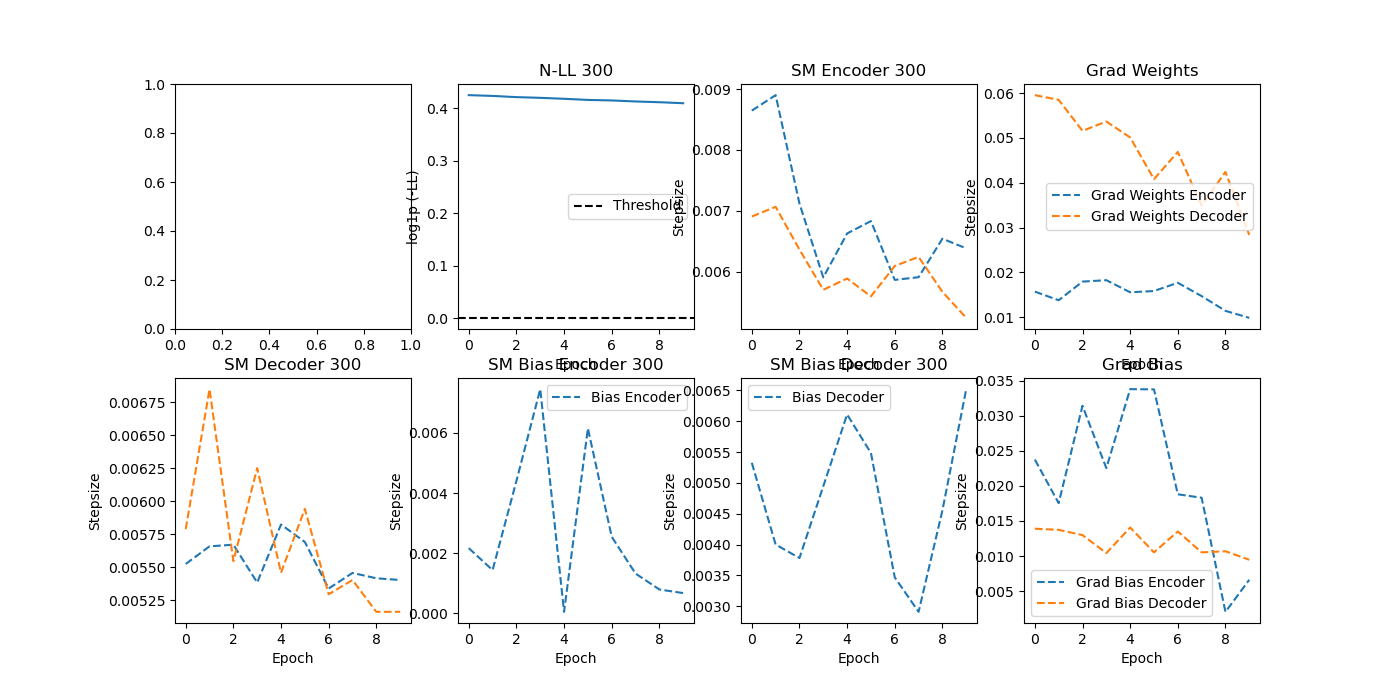 1.0
0.8
0.6
0.4
0.2
0.0
0.0 0.2 0.4 0.6 0.8 1.0
N-LL 300
log1p (-LL)
0.4
0.3
0.2
0.1
0.0
Threshold
0 2 4 6 8
Epoch
SM Encoder 300
Stepsize
0.009
0.008
0.007
0.006
0 2 4 6 8
Epoch
Grad Weights
Stepsize
0.06
0.05
0.04
0.03
0.02
0.01
Grad Weights Encoder
Grad Weights Decoder
0 2 4 6 8
Epoch
SM Decoder 300
Stepsize
0.00675
0.00650
0.00625
0.00600
0.00575
0.00550
0.00525
0 2 4 6 8
Epoch
SM Bias Encoder 300
Stepsize
0.006
0.004
0.002
0.000
Bias Encoder
0 2 4 6 8
Epoch
SM Bias Decoder 300
Stepsize
0.0065
0.0060
0.0055
0.0050
0.0045
0.0040
0.0035
0.0030
Bias Decoder
0 2 4 6 8
Epoch
Grad Bias
Stepsize
0.035
0.030
0.025
0.020
0.015
0.010
0.005
Grad Bias Encoder
Grad Bias Decoder
0 2 4 6 8
Epoch